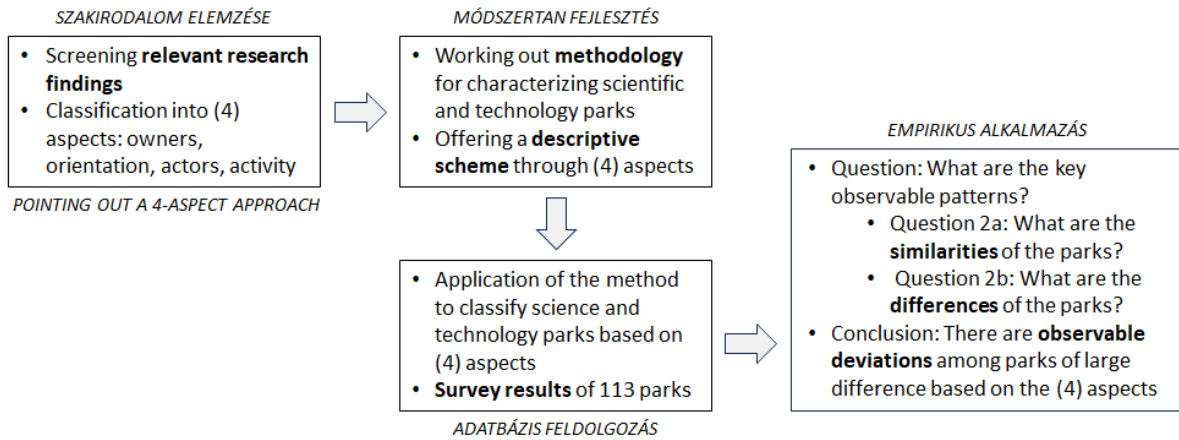 SZAKIRODALOM ELEMZÉSE
• Screening relevant research
findings
• Classification into (4)
aspects: owners,
orientation, actors, activity
POINTING OUT A 4-ASPECT APPROACH
MÓDSZERTAN FEJLESZTÉS
• Working out methodology
for characterizing scientific
and technology parks
• Offering a descriptive
scheme through (4) aspects
• Application of the method
to classify science and
technology parks based on
(4) aspects
• Survey results of 113 parks
ADATBÁZIS FELDOLGOZÁS
EMPIRIKUS ALKALMAZÁS
• Question: What are the key
observable patterns?
• Question 2a: What are the
similarities of the parks?
• Question 2b: What are the
differences of the parks?
• Conclusion: There are observable
deviations among parks of large
difference based on the (4) aspects